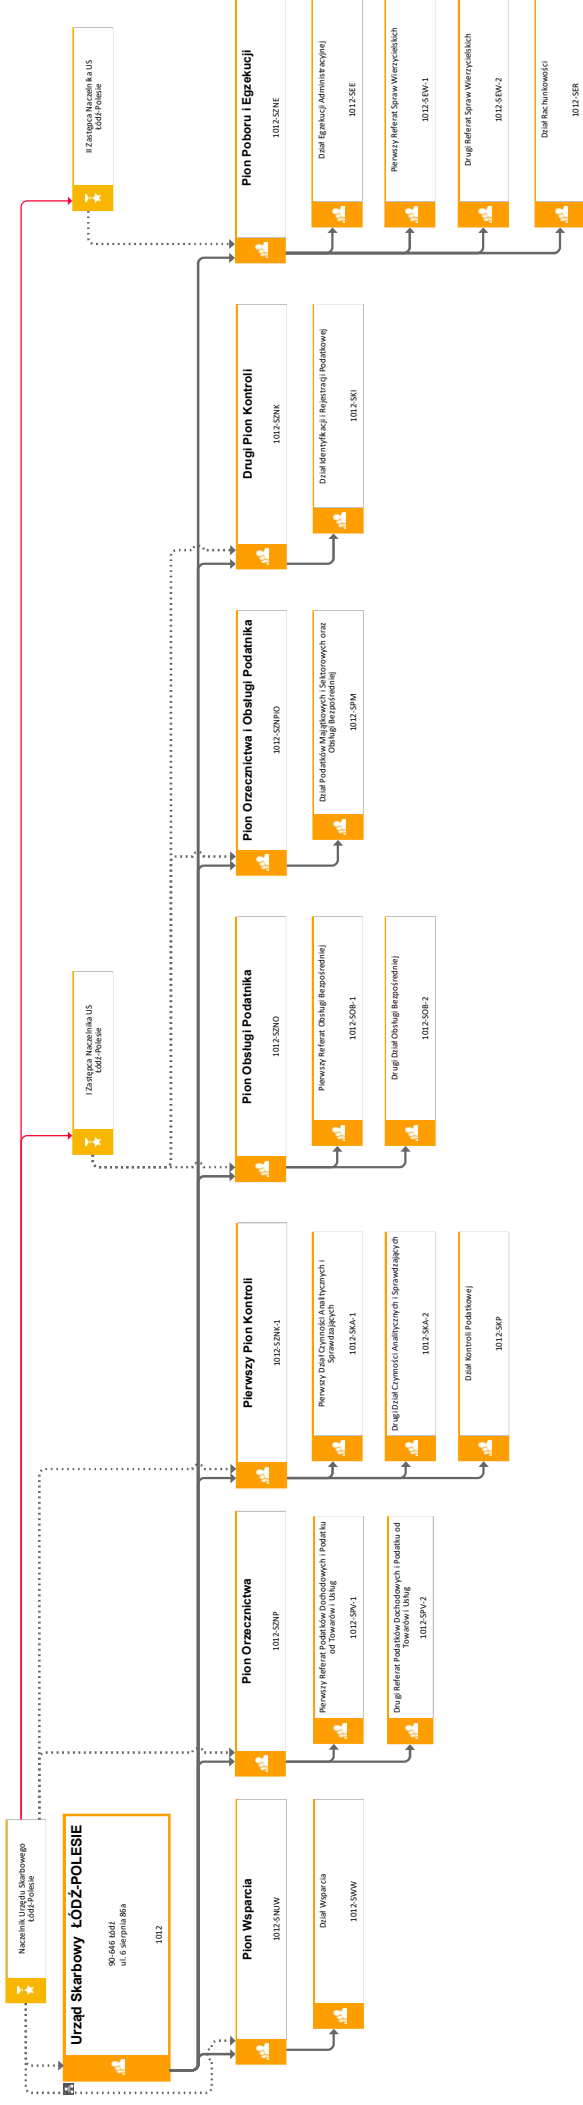 Naczelnik Urzędu Skarbowego
Łódź-Polesie
Urząd Skarbowy ŁÓDŹ-POLESIE
90-646 Łódź
ul. 6 sierpnia 86a
1012
I Zastępca Naczelnika US
Łódź-Polesie
II Zastępca Naczelnika US
Łódź-Polesie
Pion Wsparcia
1012-SNUW
Dział Wsparcia
1012-SWW
Pion Orzecznictwa
1012-SZNP
Pierwszy Referat Podatków Dochodowych i Podatku
od Towarów i Usług
1012-SPV-1
Drugi Referat Podatków Dochodowych i Podatku od
Towarów i Usług
1012-SPV-2
Pierwszy Pion Kontroli
1012-SZNK-1
Pierwszy Dział Czynności Analitycznych i
Sprawdzających
1012-SKA-1
Drugi Dział Czynności Analitycznych i Sprawdzających
1012-SKA-2
Dział Kontroli Podatkowej
1012-SKP
Pion Obsługi Podatnika
1012-SZNO
Pierwszy Referat Obsługi Bezpośredniej
1012-SOB-1
Drugi Dział Obsługi Bezpośredniej
1012-SOB-2
Pion Orzecznictwa i Obsługi Podatnika
1012-SZNPiO
Dział Podatków Majątkowych i Sektorowych oraz
Obsługi Bezpośredniej
1012-SPM
Drugi Pion Kontroli
1012-SZNK
Dział Identyfikacji i Rejestracji Podatkowej
1012-SKI
Pion Poboru i Egzekucji
1012-SZNE
Dział Egzekucji Administracyjnej
1012-SEE
Pierwszy Referat Spraw Wierzycielskich
1012-SEW-1
Drugi Referat Spraw Wierzycielskich
1012-SEW-2
Dział Rachunkowości
1012-SER